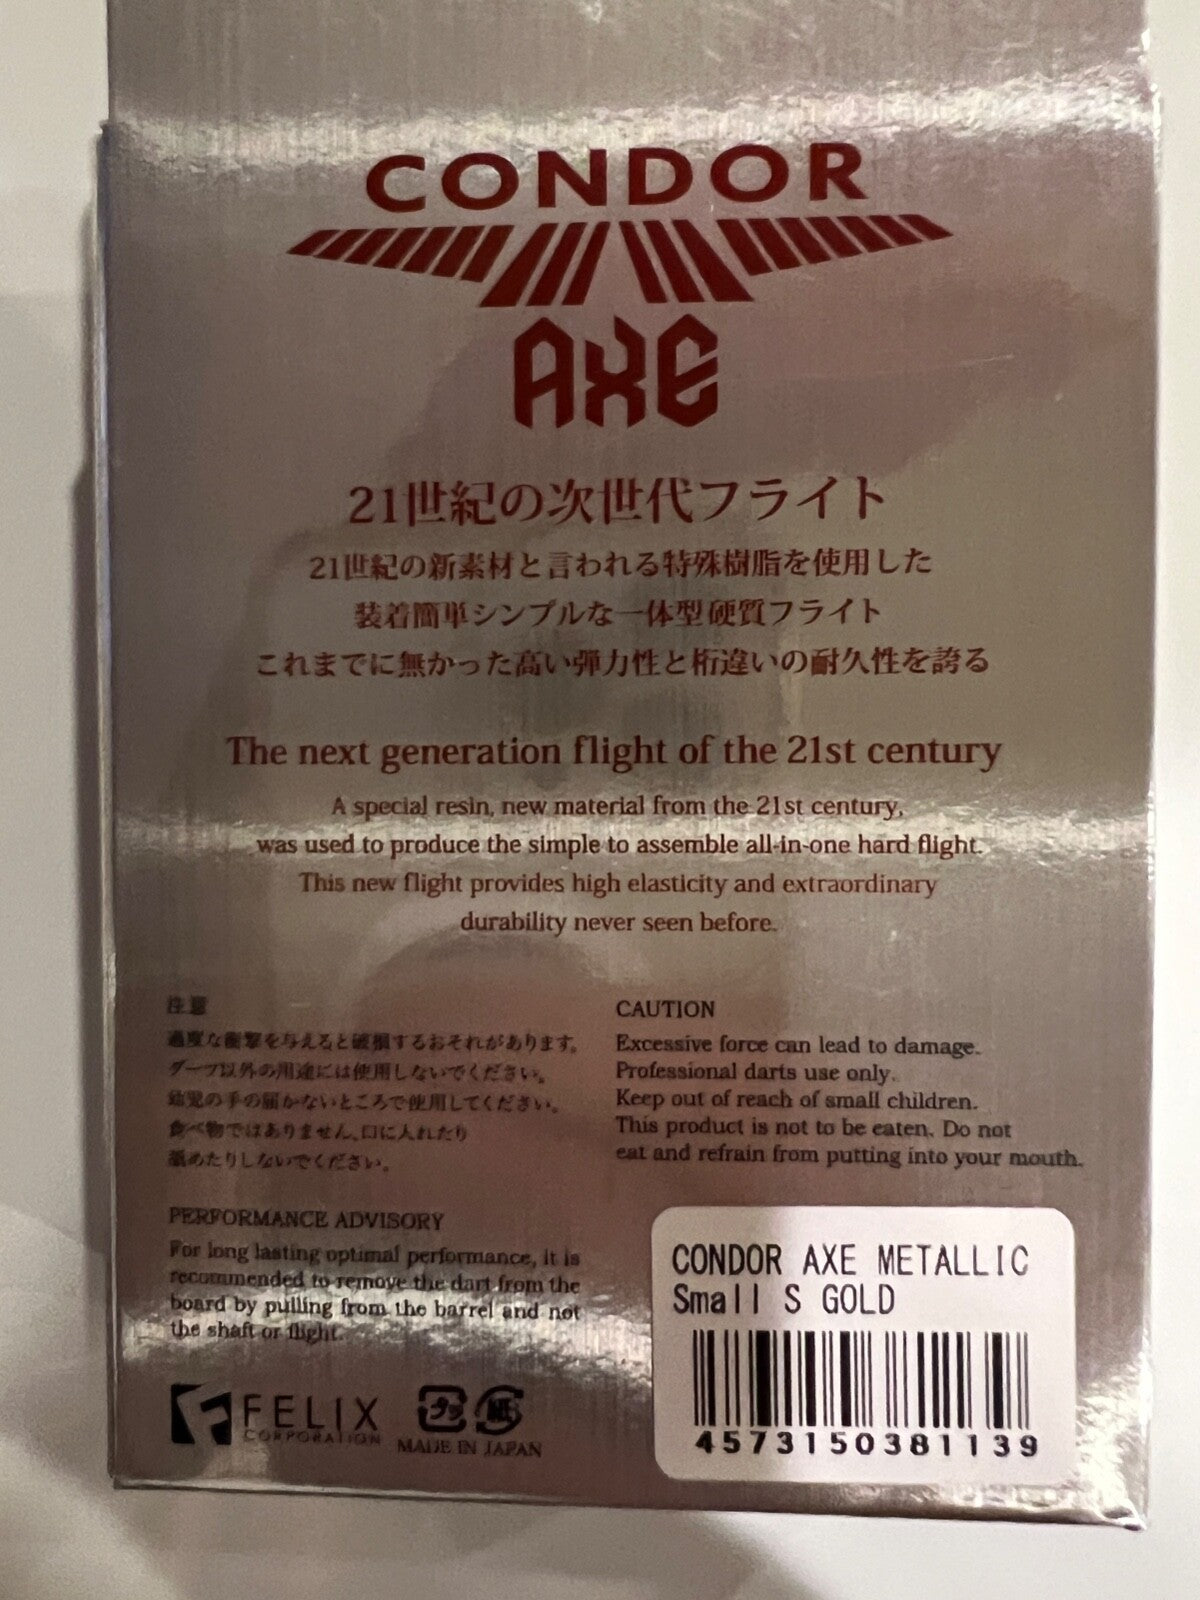 CONDOR
AXE
21世紀の次世代フライト
21世紀の新素材と言われる特殊樹脂を使用した
装着簡単シンプルな一体型硬質フライト
これまでに無かった高い弾力性と桁違いの耐久性を誇る
The next generation flight of the 21st century
A special resin, new material from the 21st century,
was used to produce the simple to assemble all-in-one hard flight.
This new flight provides high elasticity and extraordinary
durability never seen before.
注意
過度な衝撃を与えると破損するおそれがあります。
ダーツ以外の用途には使用しないでください。
幼児の手の届かないところで使用してください。
食べ物ではありません、口に入れたり
舐めたりしないでください。
CAUTION
Excessive force can lead to damage.
Professional darts use only.
Keep out of reach of small children.
This product is not to be eaten. Do not
eat and refrain from putting into your mouth.
PERFORMANCE ADVISORY
For long lasting optimal performance, it is
recommended to remove the dart from the
board by pulling from the barrel and not
the shaft or flight.
FELIX
CORPORATION
プラ
MADE IN JAPAN
CONDOR AXE METALLIC
Small S GOLD
4573150381139